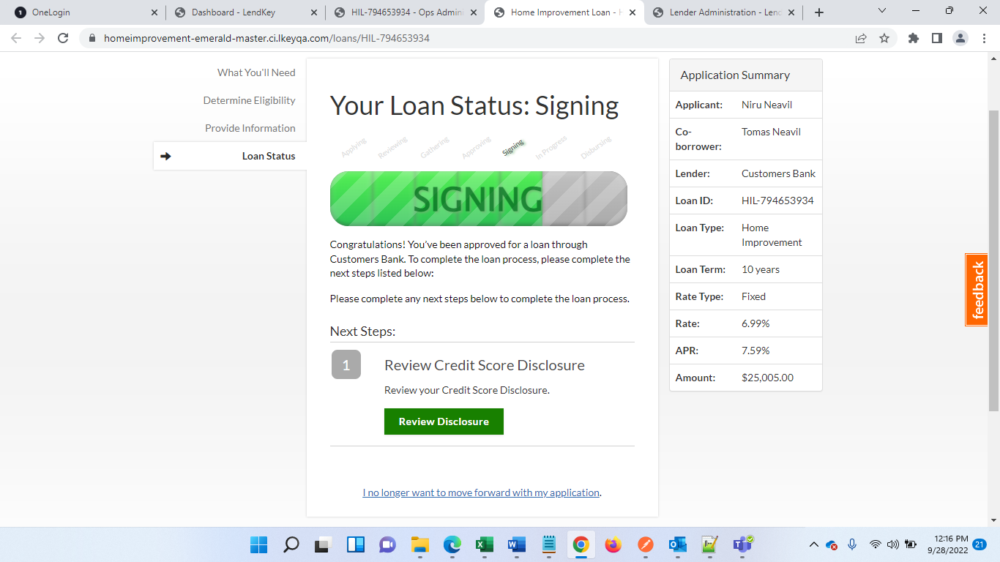 OneLogin
Dashboard - LendKey
HIL-794653934 - Ops Admin
Home Improvement Loan - H
Lender Administration - Lend
homeimprovement-emerald-master.ci.lkeyqa.com/loans/HIL-794653934
What You'll Need
Determine Eligibility
Provide Information
Loan Status
Your Loan Status: Signing
Applying
Reviewing
Gathering
Approving
Signing
In Progress
Disbursing
SIGNING
Congratulations! You've been approved for a loan through
Customers Bank. To complete the loan process, please complete the
next steps listed below:
Please complete any next steps below to complete the loan process.
Next Steps:
1
Review Credit Score Disclosure
Review your Credit Score Disclosure.
Review Disclosure
I no longer want to move forward with my application.
Application Summary
Applicant: Niru Neavil
Co-
borrower: Tomas Neavil
Lender: Customers Bank
Loan ID: HIL-794653934
Loan Type: Home
Improvement
Loan Term: 10 years
Rate Type: Fixed
Rate: 6.99%
APR: 7.59%
Amount: $25,005.00
feedback
12:16 PM
9/28/2022
21